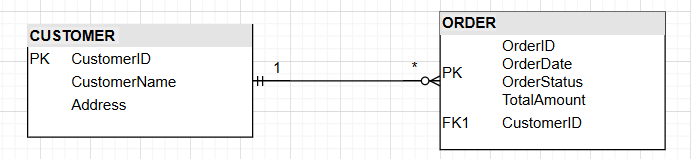 CUSTOMER
PK CustomerID
CustomerName
Address
1
*
ORDER
OrderID
OrderDate
PK
OrderStatus
TotalAmount
FK1 CustomerID